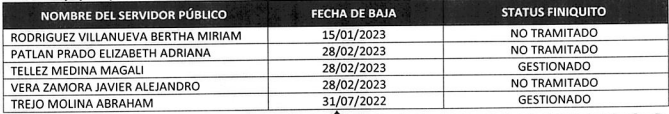 NOMBRE DEL SERVIDOR PÚBLICO FECHA DE BAJA STATUS FINIQUITO
RODRIGUEZ VILLANUEVA BERTHA MIRIAM 15/01/2023 NO TRAMITADO
PATLAN PRADO ELIZABETH ADRIANA 28/02/2023 NO TRAMITADO
TELLEZ MEDINA MAGALI 28/02/2023 GESTIONADO
VERA ZAMORA JAVIER ALEJANDRO 28/02/2023 NO TRAMITADO
TREJO MOLINA ABRAHAM 31/07/2022 GESTIONADO